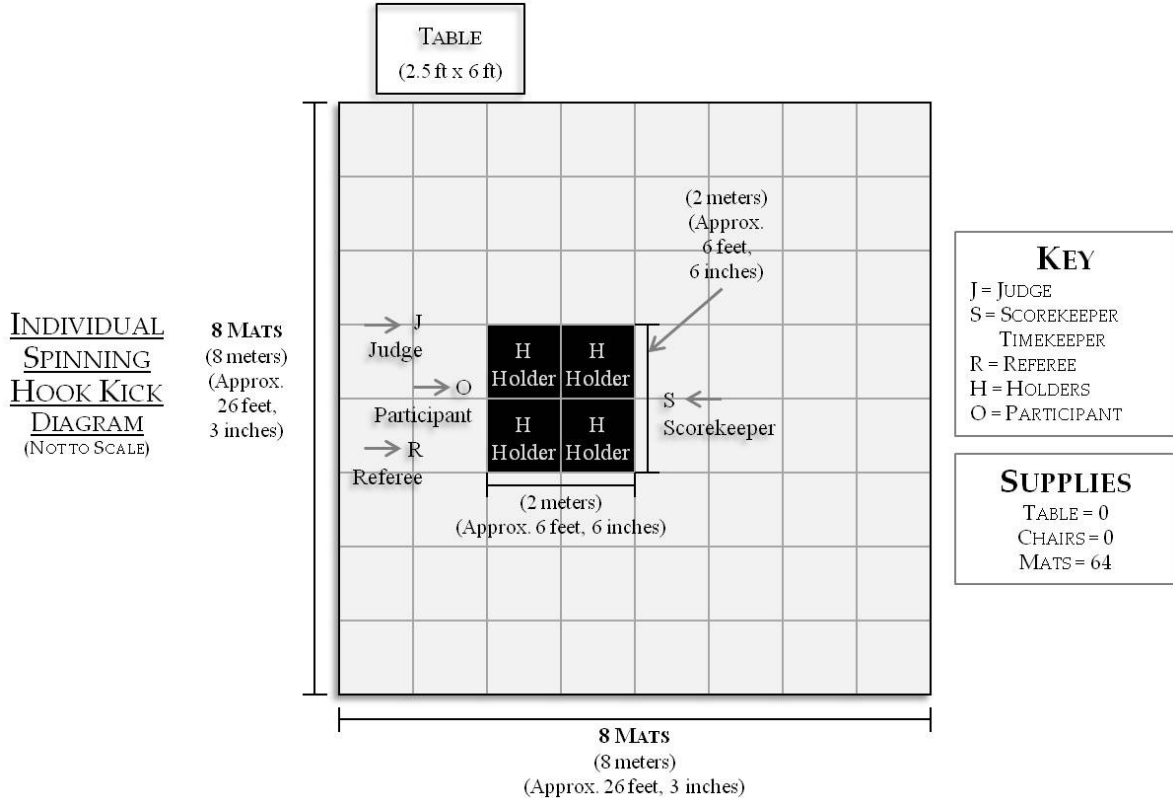 TABLE
(2.5 ft x 6 ft)
INDIVIDUAL
SPINNING
HOOK KICK
DIAGRAM
(NOT TO SCALE)
8 MATS
(8 meters)
(Approx.
26 feet,
3 inches)
(2 meters)
(Approx.
6 feet,
6 inches)
J
Judge
O
Participant
R
Referee
H
Holder
H
Holder
H
Holder
H
Holder
S
Scorekeeper
(2 meters)
(Approx. 6 feet, 6 inches)
8 MATS
(8 meters)
(Approx. 26 feet, 3 inches)
KEY
J = JUDGE
S = SCOREKEEPER
TIMEKEEPER
R = REFEREE
H = HOLDERS
O = PARTICIPANT
SUPPLIES
TABLE = 0
CHAIRS = 0
MATS = 64